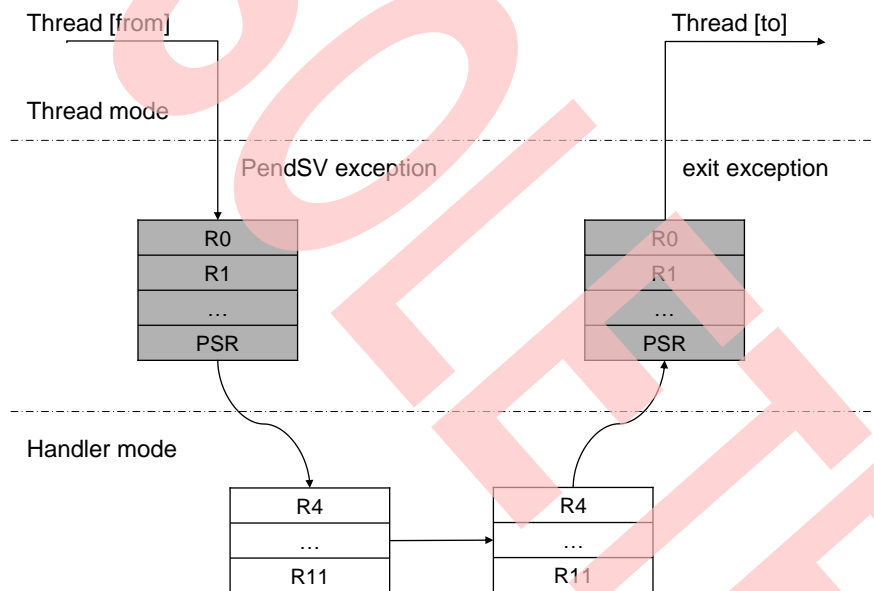 Thread [from]
Thread [to]
Thread mode
PendSV exception
exit exception
R0
R1
...
PSR
R0
R1
...
PSR
Handler mode
R4
...
R11
R4
...
R11